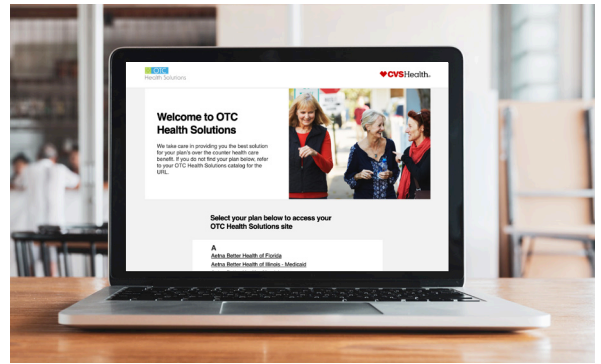 OTC
Health Solutions
CVSHealth.
Welcome to OTC
Health Solutions
We take care in providing you the best solution
for your plan's over the counter health care
benefit. If you do not find your plan below, refer
to your OTC Health Solutions catalog for the
URL.
Select your plan below to access your
OTC Health Solutions site
A
Aetna Better Health of Florida
Aetna Better Health of Illinois - Medicaid